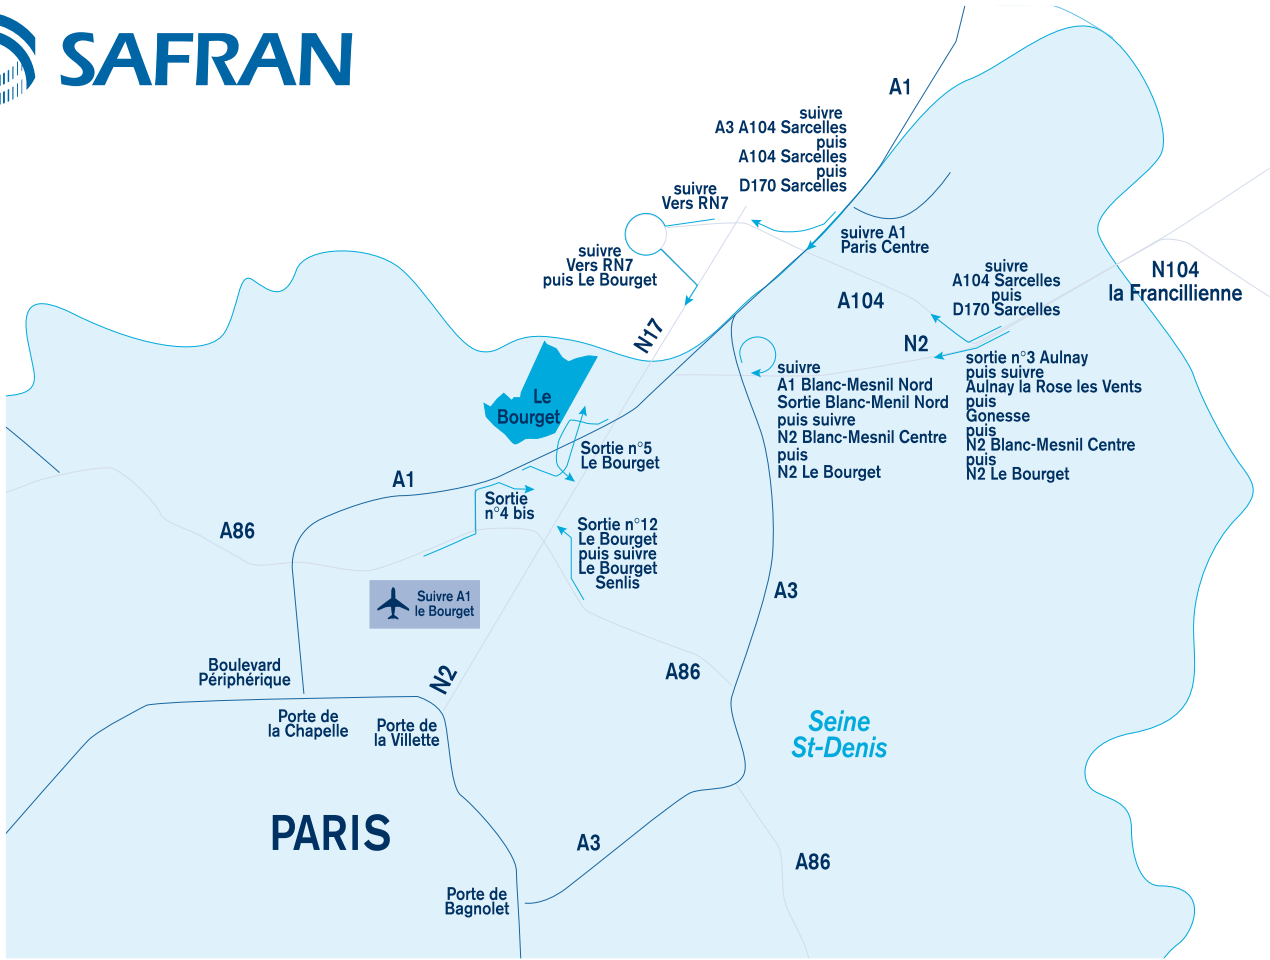 SAFRAN
A1
suivre
A3 A104 Sarcelles
puis
A104 Sarcelles
puis
D170 Sarcelles
suivre
Vers RN7
suivre
Vers RN7
puis Le Bourget
suivre A1
Paris Centre
suivre
A104 Sarcelles
puis
D170 Sarcelles
N104
la Francillienne
A104
N17
N2
suivre
A1 Blanc-Mesnil Nord
Sortie Blanc-Menil Nord
puis suivre
N2 Blanc-Mesnil Centre
puis
N2 Le Bourget
sortie n°3 Aulnay
puis suivre
Aulnay la Rose les Vents
puis
Gonesse
puis
N2 Blanc-Mesnil Centre
puis
N2 Le Bourget
Le
Bourget
Sortie n°5
Le Bourget
A1
Sortie
n°4 bis
A86
Sortie n°12
Le Bourget
puis suivre
Le Bourget
Senlis
Suivre A1
le Bourget
A3
Boulevard
Périphérique
N2
A86
Porte de
la Chapelle
Porte de
la Villette
Seine
St-Denis
PARIS
A3
A86
Porte de
Bagnolet